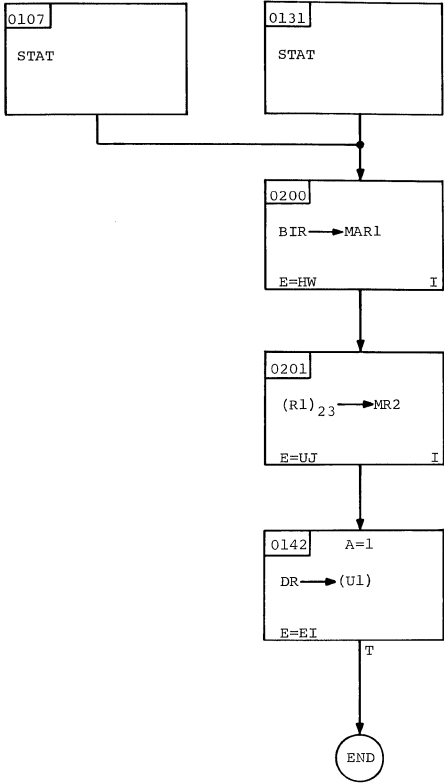 0107
STAT
0131
STAT
0200
BIR→MAR1
E=HW I
0201
(R1)23→MR2
E=UJ I
0142 A=1
DR→(U1)
E=EI
T
END